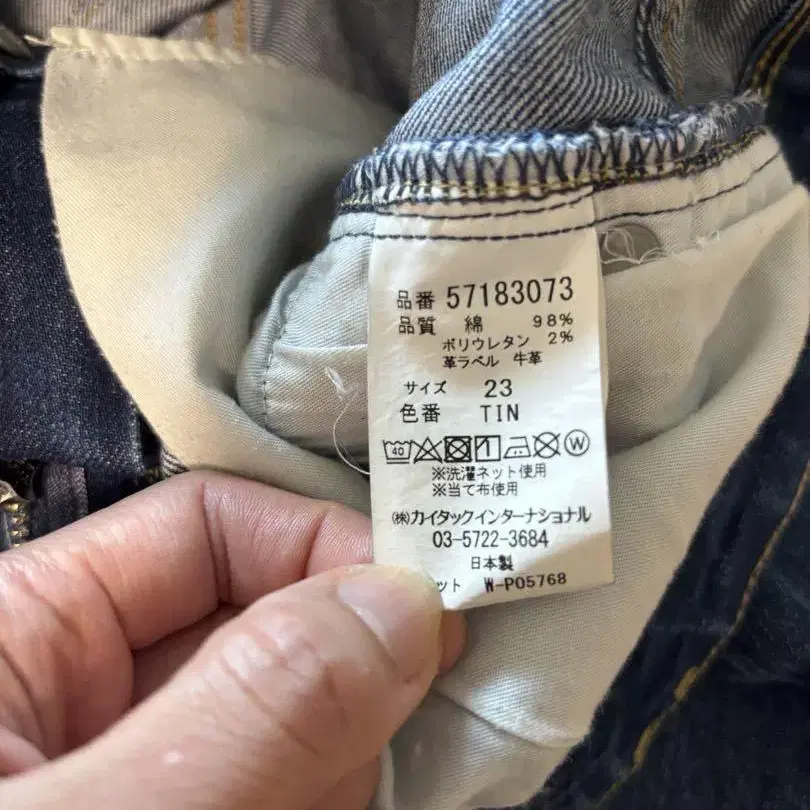 品番 57183073
品質 綿 98%
ポリウレタン 2%
革ラベル 牛革
サイズ 23
色番 TIN
40 W
※洗濯ネット使用
※当て布使用
㈱カイタックインターナショナル
03-5722-3684
日本製
ット W-P05768